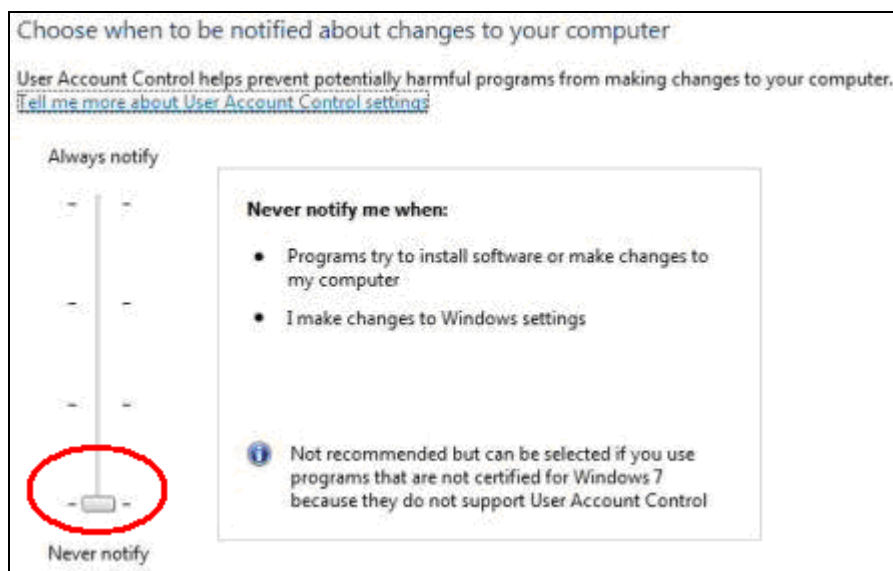 Choose when to be notified about changes to your computer
User Account Control helps prevent potentially harmful programs from making changes to your computer.
Tell me more about User Account Control settings
Always notify
Never notify me when:
• Programs try to install software or make changes to
my computer
• I make changes to Windows settings
Not recommended but can be selected if you use
programs that are not certified for Windows 7
because they do not support User Account Control
Never notify